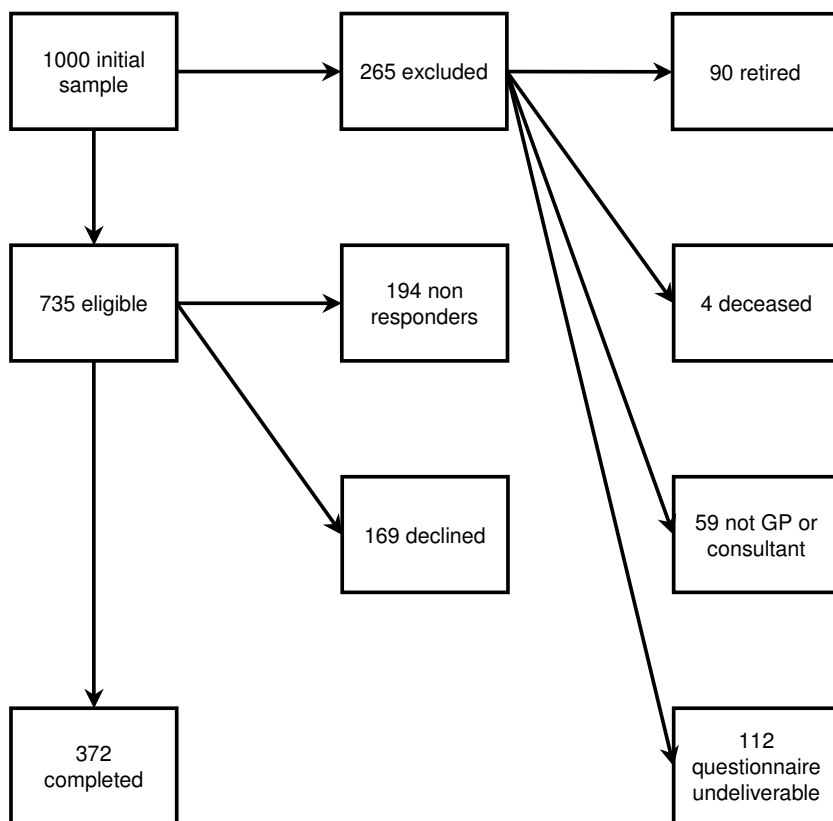 1000 initial
sample
265 excluded
90 retired
735 eligible
194 non
responders
4 deceased
169 declined
59 not GP or
consultant
372
completed
112
questionnaire
undeliverable